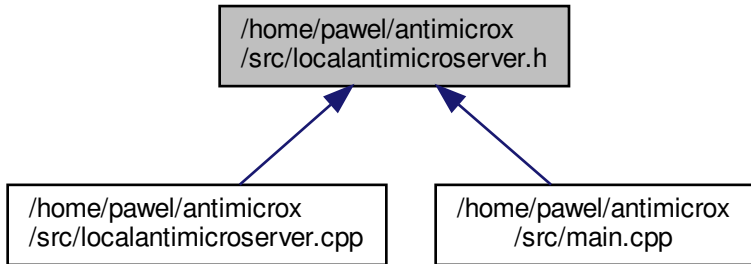 /home/pawel/antimicrox
/src/localantimicroserver.h
/home/pawel/antimicrox
/src/localantimicroserver.cpp
/home/pawel/antimicrox
/src/main.cpp